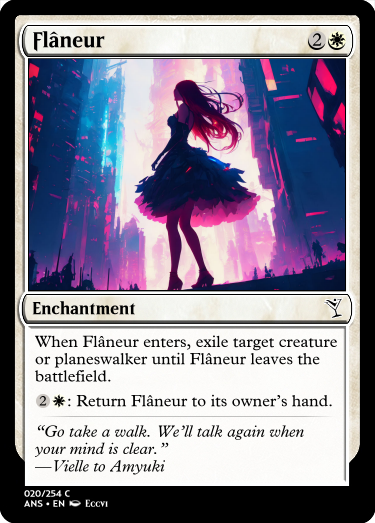 Flâneur 2
Enchantment
When Flâneur enters, exile target creature
or planeswalker until Flâneur leaves the
battlefield.
2 : Return Flâneur to its owner's hand.
“Go take a walk. We'll talk again when
your mind is clear.”
—Vielle to Amyuki
020/254 C
ANS • EN Eccvi